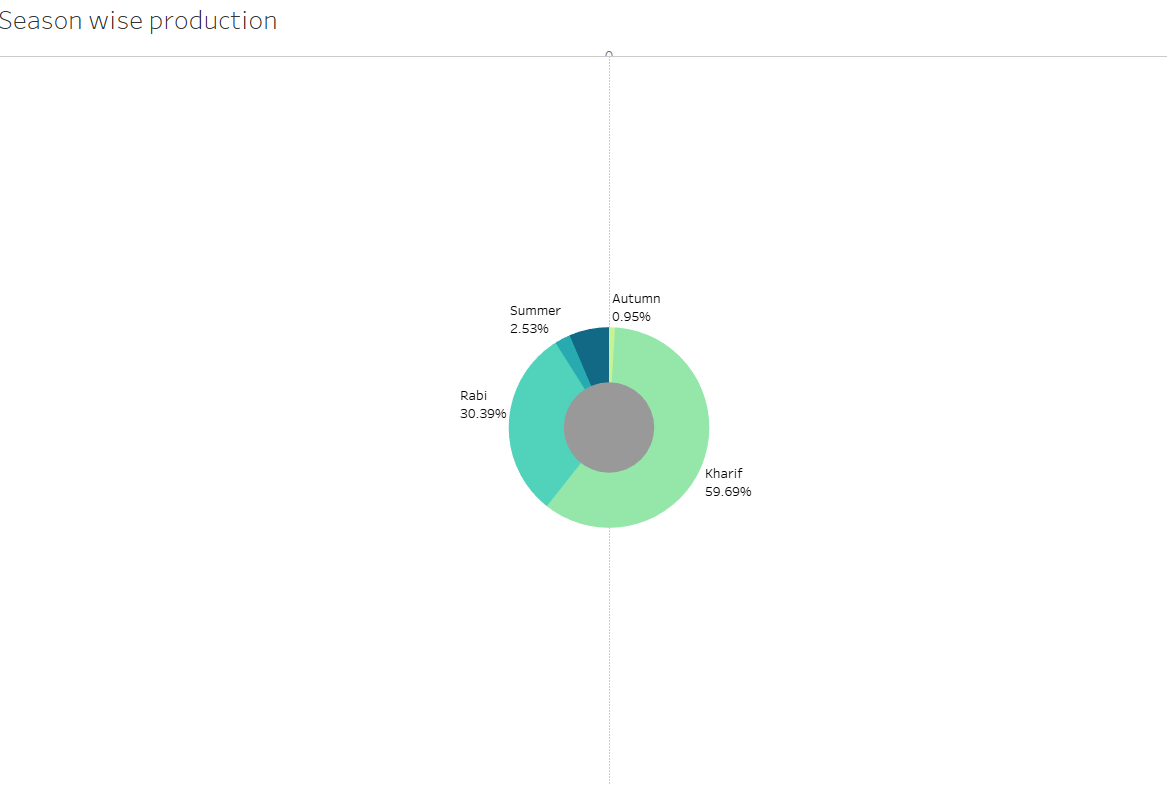 Season wise production
Autumn
0.95%
Summer
2.53%
Rabi
30.39%
Kharif
59.69%